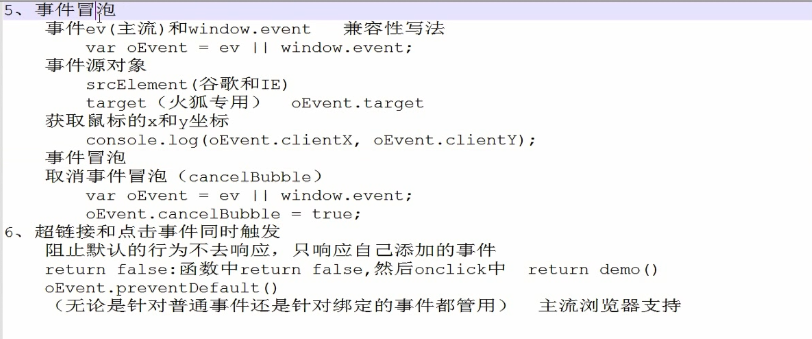 5、事件冒泡
事件ev(主流)和window.event 兼容性写法
var oEvent = ev || window.event;
事件源对象
srcElement(谷歌和IE)
target（火狐专用） oEvent.target
获取鼠标的x和y坐标
console.log(oEvent.clientX, oEvent.clientY);
事件冒泡
取消事件冒泡（cancelBubble）
var oEvent = ev || window.event;
oEvent.cancelBubble = true;
6、超链接和点击事件同时触发
阻止默认的行为不去响应，只响应自己添加的事件
return false:函数中return false,然后onclick中 return demo()
oEvent.preventDefault()
（无论是针对普通事件还是针对绑定的事件都管用） 主流浏览器支持